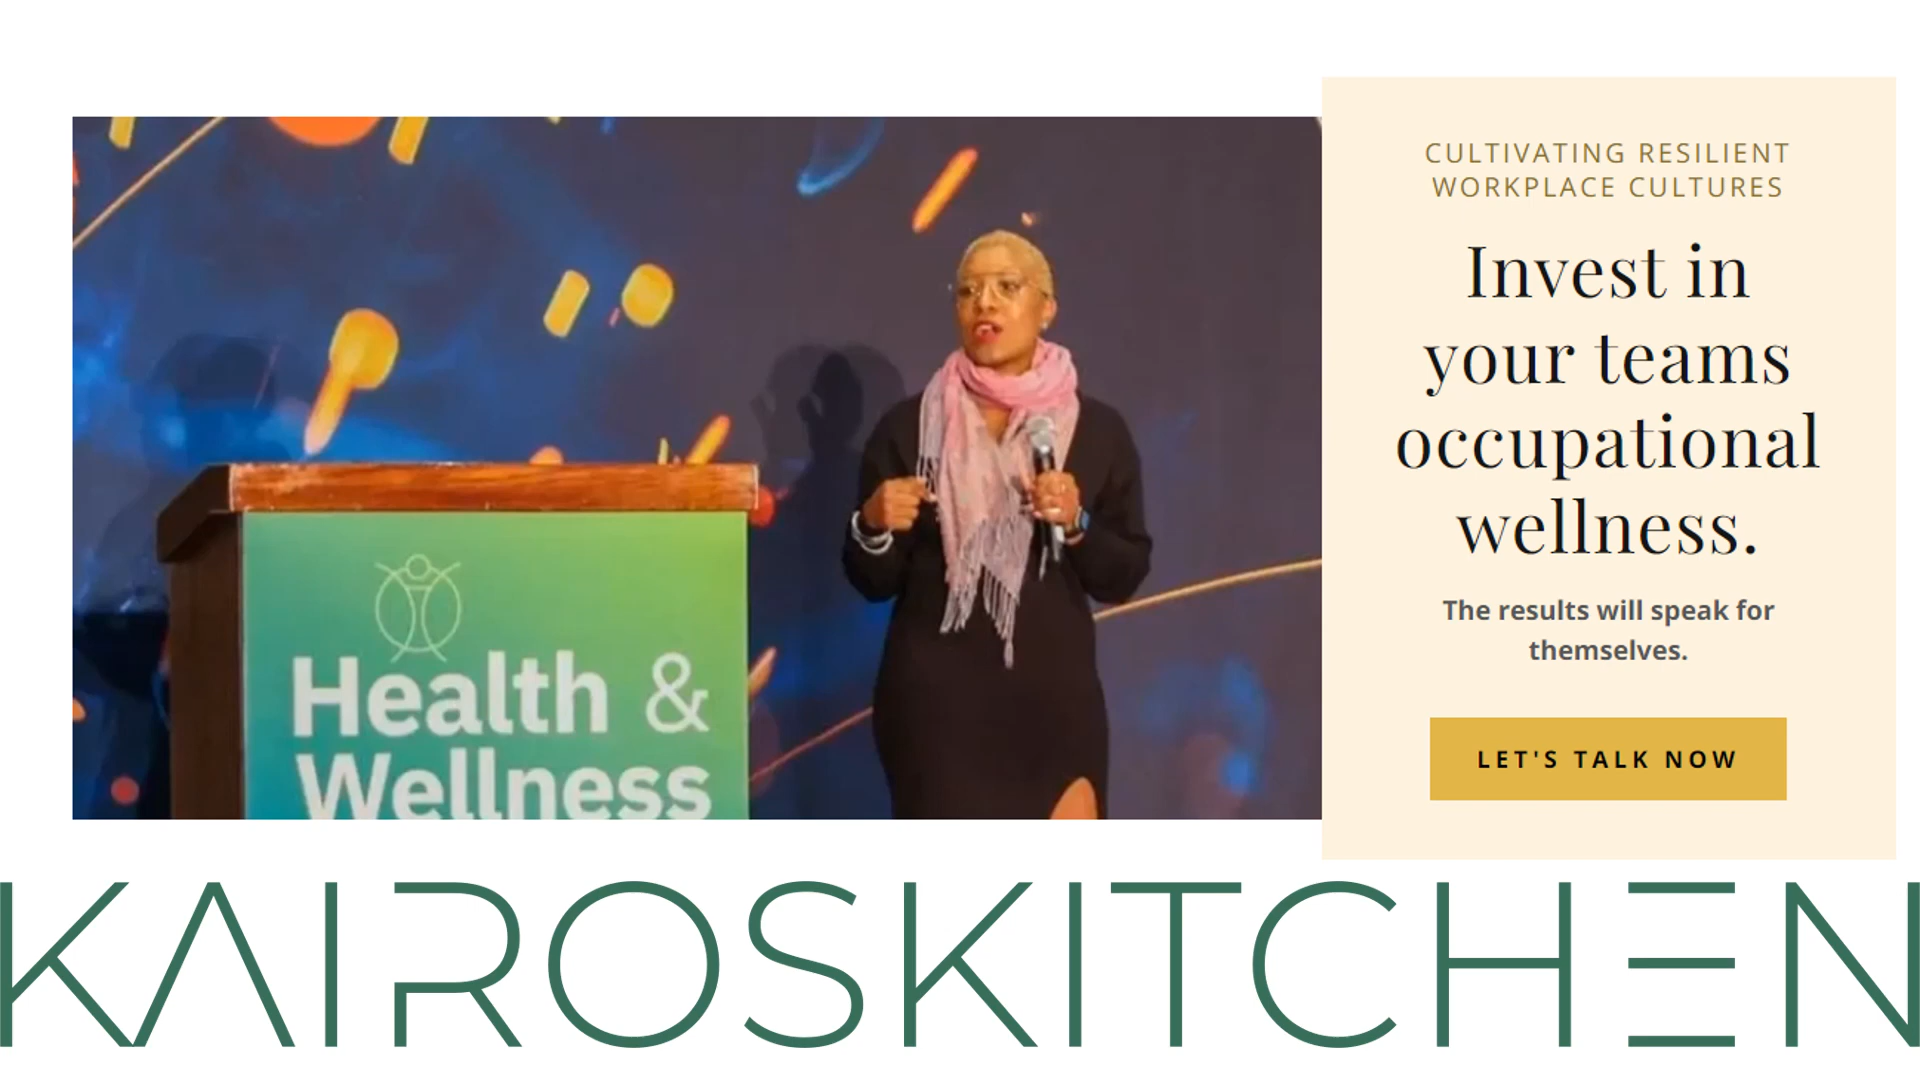 CULTIVATING RESILIENT
WORKPLACE CULTURES
Invest in
your teams
occupational
wellness.
The results will speak for
themselves.
LET'S TALK NOW
Health &
Wellness
KAIROSKITCHEN